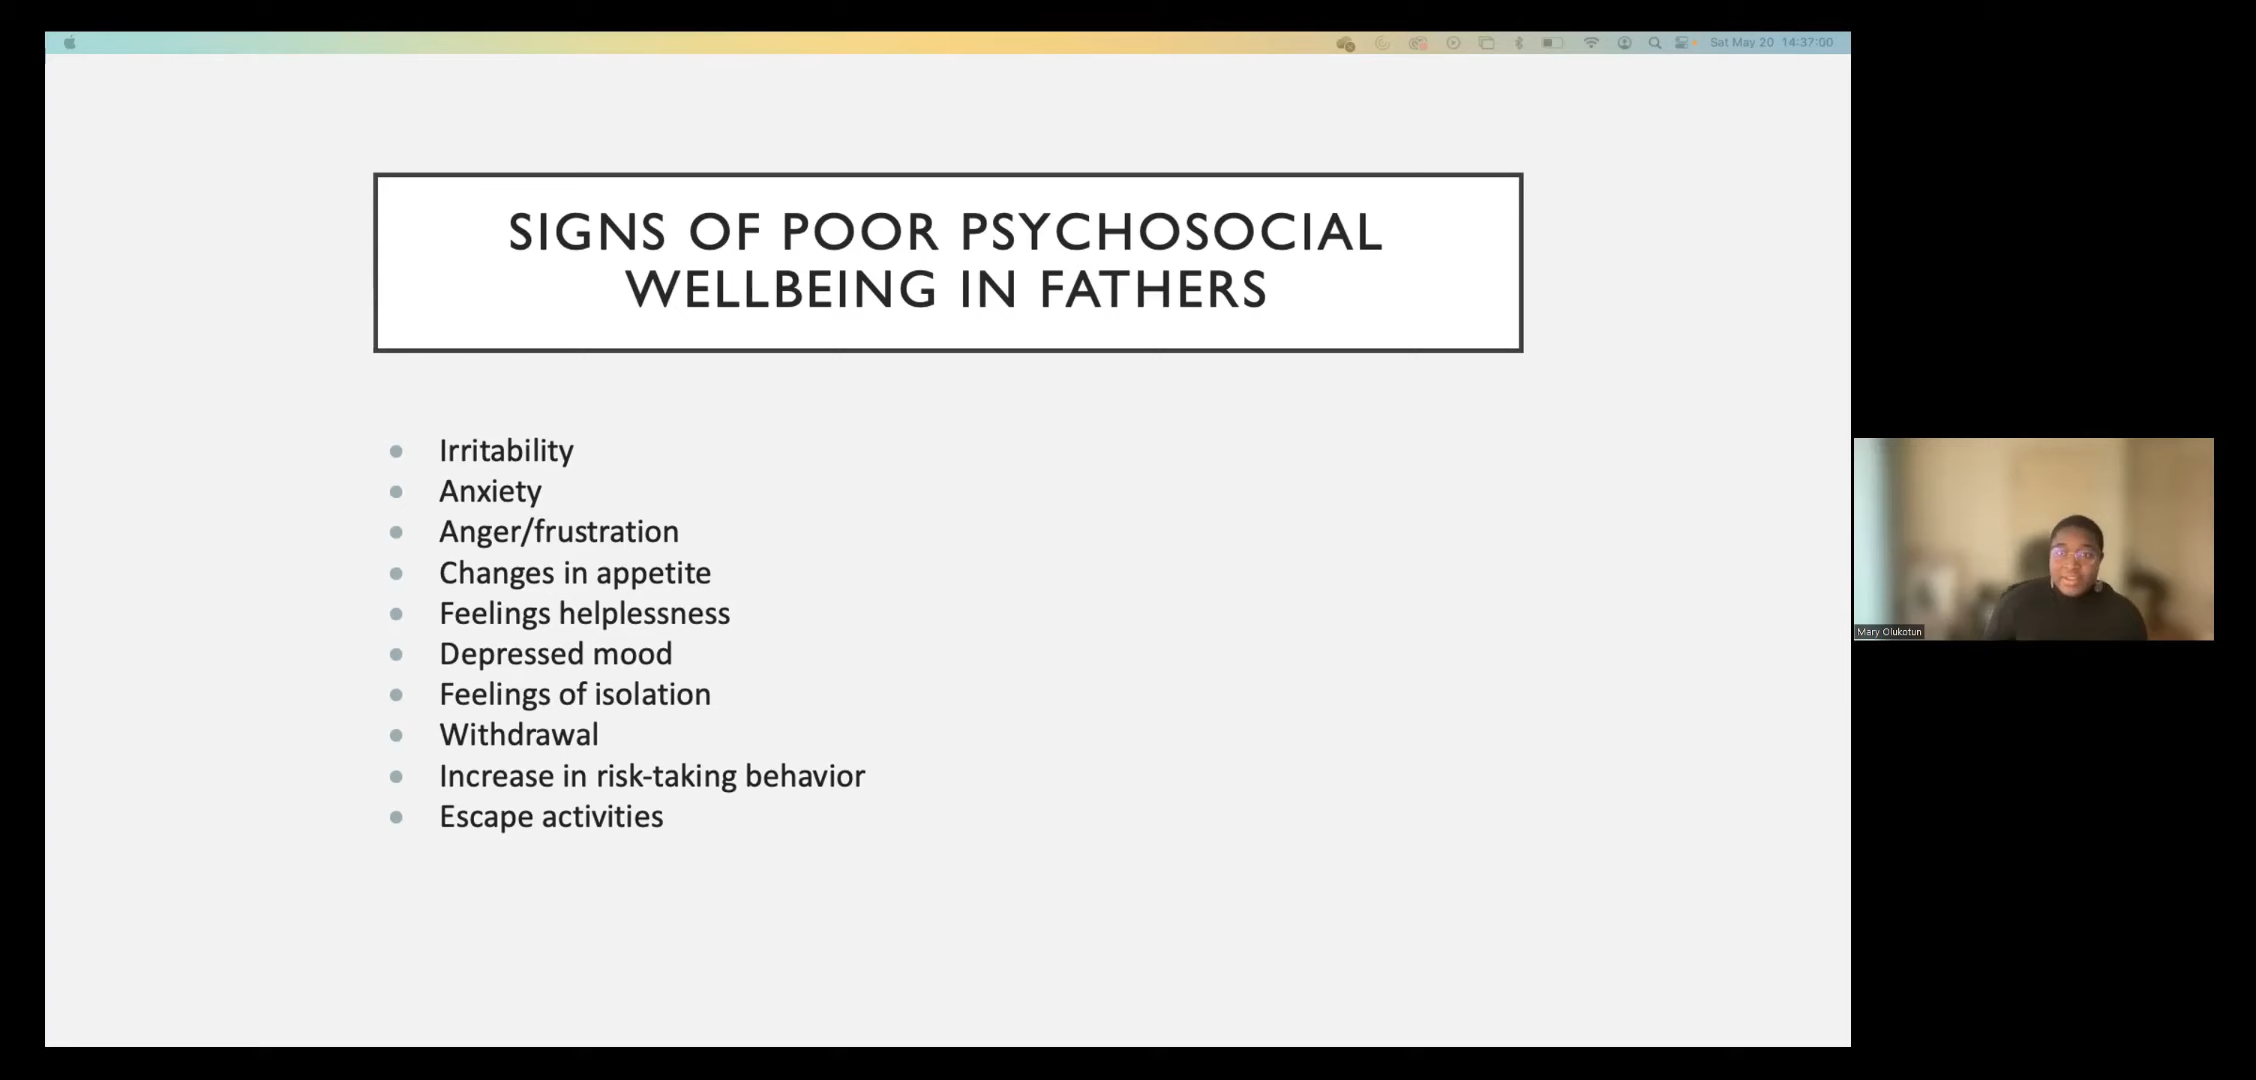 Sat May 20 14:37:00
SIGNS OF POOR PSYCHOSOCIAL
WELLBEING IN FATHERS
Irritability
Anxiety
Anger/frustration
Changes in appetite
Feelings helplessness
Depressed mood
Feelings of isolation
Withdrawal
Increase in risk-taking behavior
Escape activities
Mary Olukotun